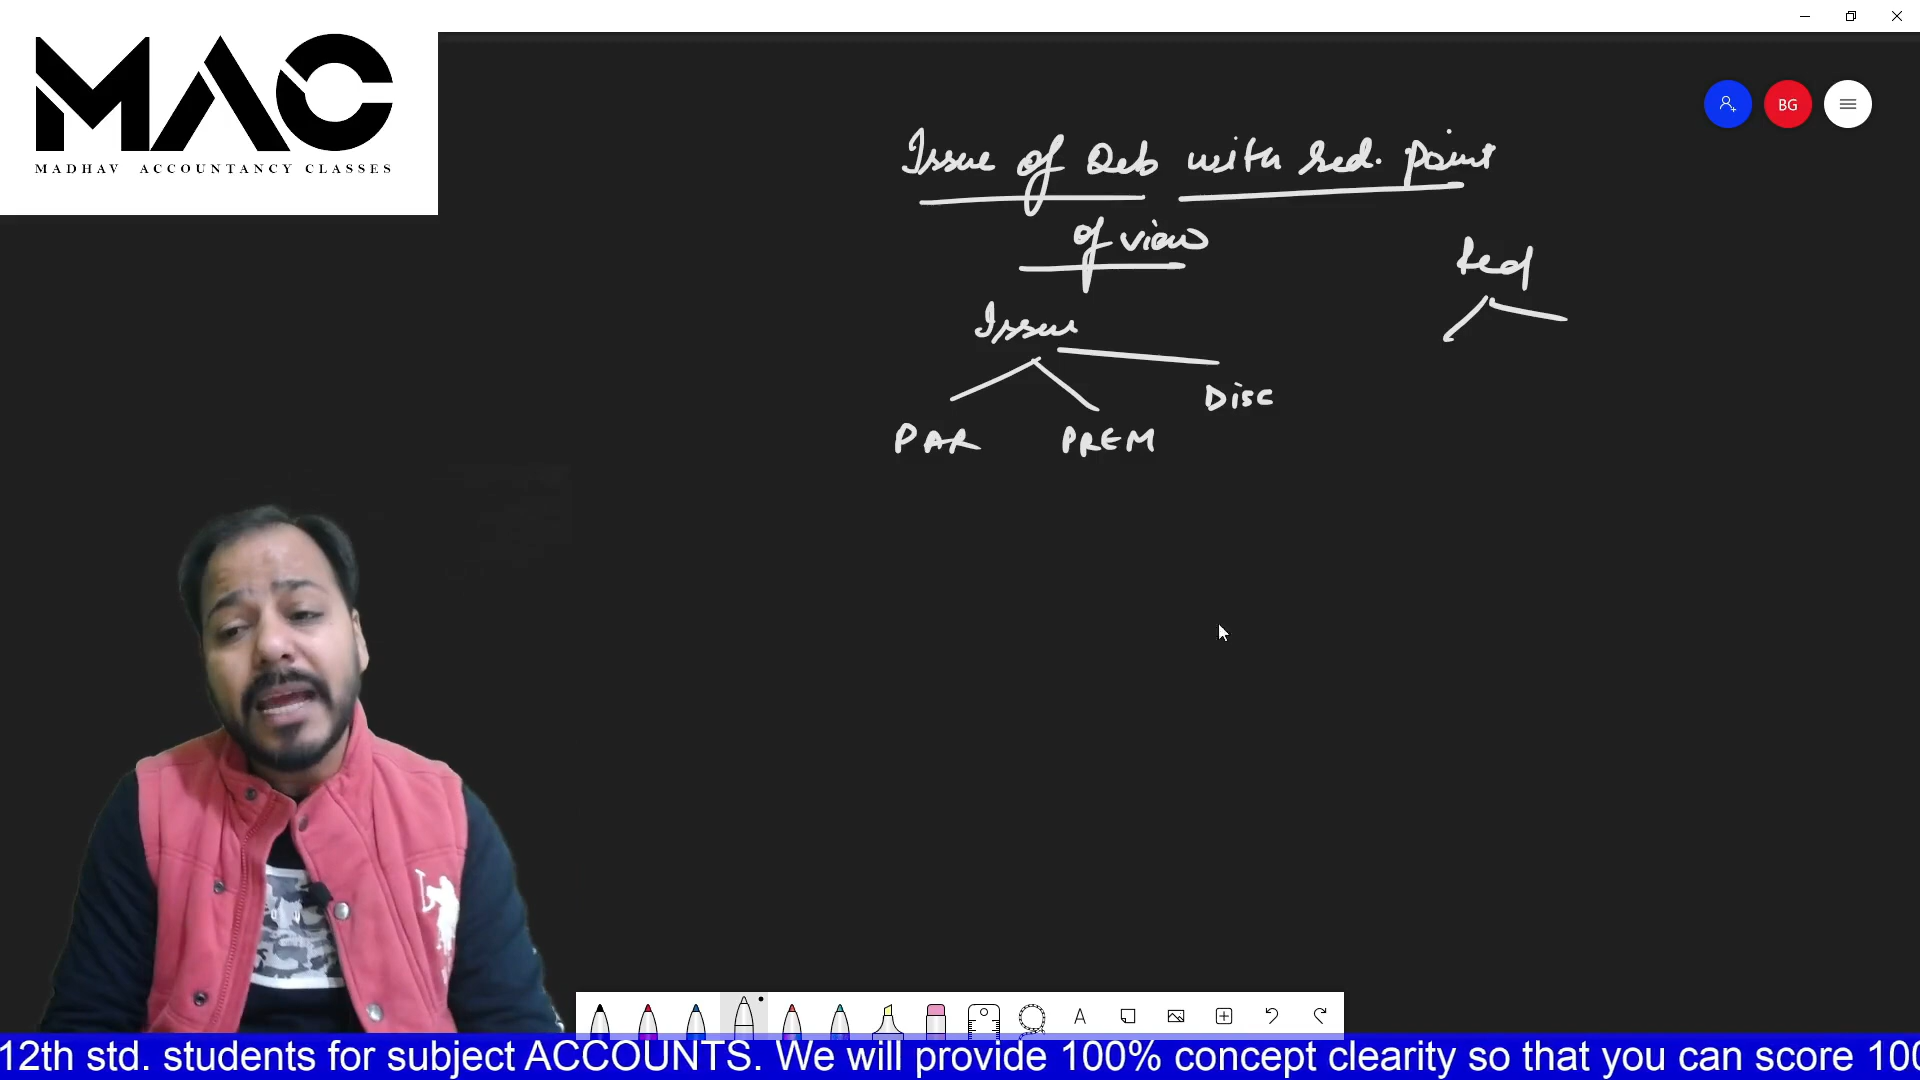 MAC
MADHAV ACCOUNTANCY CLASSES
BG
Issue of Deb with red. point
of view
Red
Issue
Disc
PAR PREM
A
12th std. students for subject ACCOUNTS. We will provide 100% concept clearity so that you can score 100